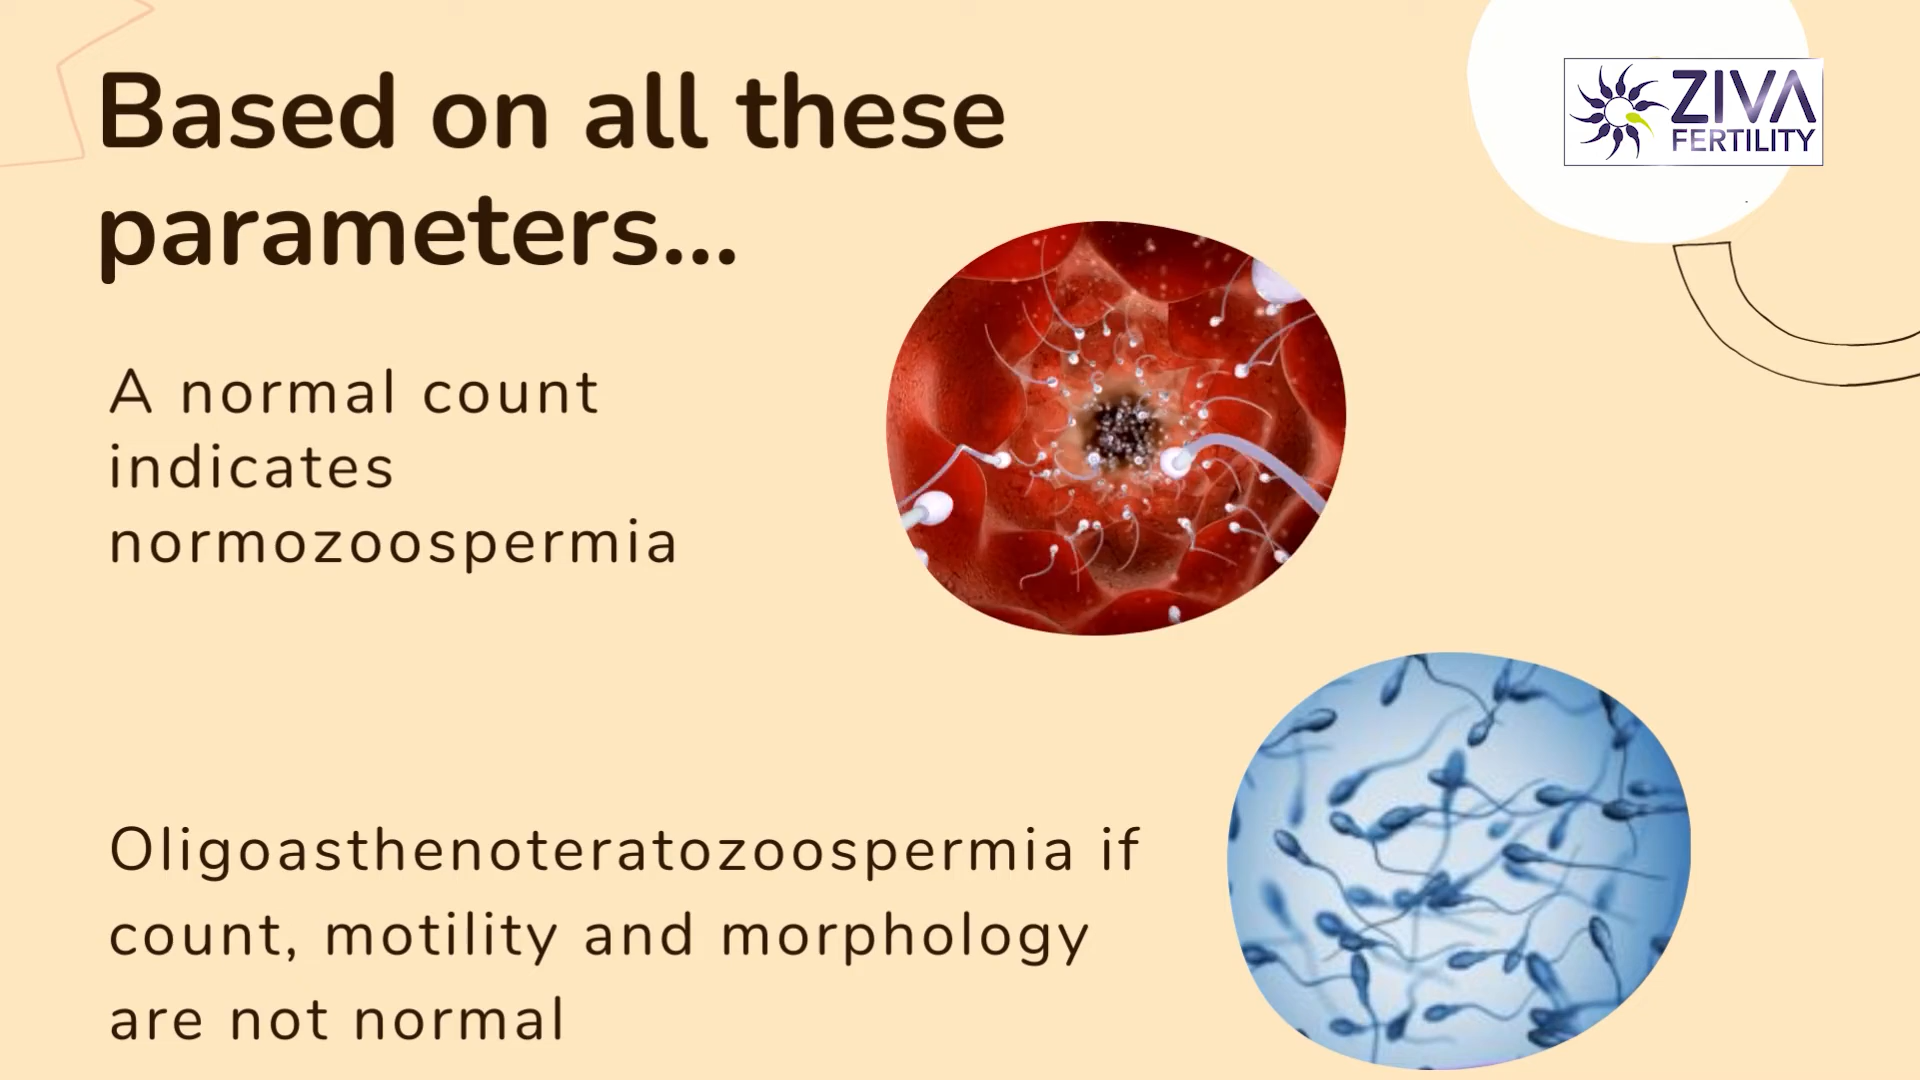 Based on all these
parameters...
ZIVA
FERTILITY
A normal count
indicates
normozoospermia
Oligoasthenoteratozoospermia if
count, motility and morphology
are not normal